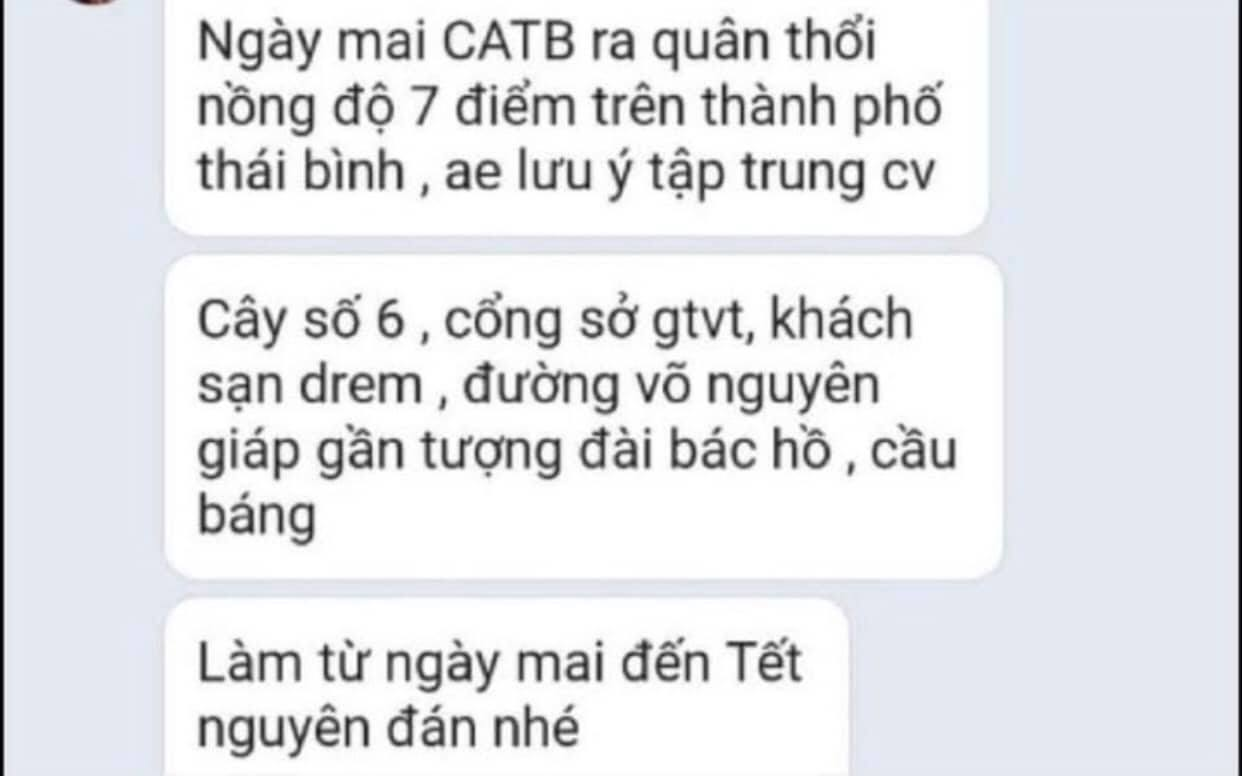 Ngày mai CATB ra quân thổi
nồng độ 7 điểm trên thành phố
thái bình , ae lưu ý tập trung cv
Cây số 6 , cổng sở gtvt, khách
sạn drem , đường võ nguyên
giáp gần tượng đài bác hồ , cầu
báng
Làm từ ngày mai đến Tết
nguyên đán nhé